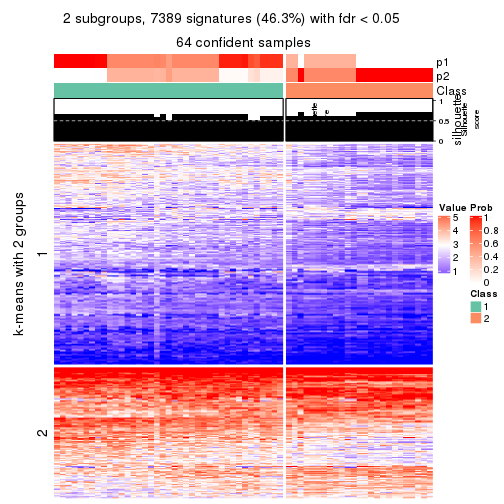 2 subgroups, 7389 signatures (46.3%) with fdr < 0.05
64 confident samples
p1
p2
Class
1
0.5
0
silhouette
Silhouette
score
k-means with 2 groups
1
2
Value
5
4
3
2
1
Prob
1
0.8
0.6
0.4
0.2
0
Class
1
2